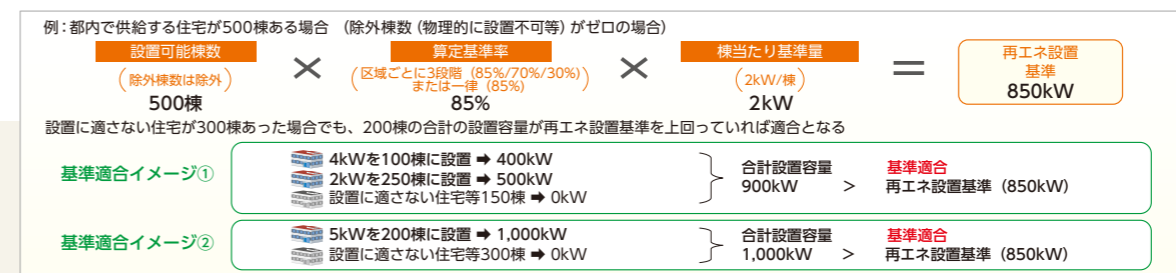 例：都内で供給する住宅が500棟ある場合 （除外棟数（物理的に設置不可等）がゼロの場合）
設置可能棟数
（除外棟数は除外）
500棟
×
算定基準率
（区域ごとに3段階（85%/70%/30%）
または一律（85%））
85%
×
棟当たり基準量
（2kW/棟）
2kW
＝
再エネ設置
基準
850kW
設置に適さない住宅が300棟あった場合でも、200棟の合計の設置容量が再エネ設置基準を上回っていれば適合となる
基準適合イメージ①
4kWを100棟に設置 ➡ 400kW
2kWを250棟に設置 ➡ 500kW
設置に適さない住宅等150棟 ➡ 0kW
合計設置容量
900kW ＞
基準適合
再エネ設置基準（850kW）
基準適合イメージ②
5kWを200棟に設置 ➡ 1,000kW
設置に適さない住宅等300棟 ➡ 0kW
合計設置容量
1,000kW ＞
基準適合
再エネ設置基準（850kW）